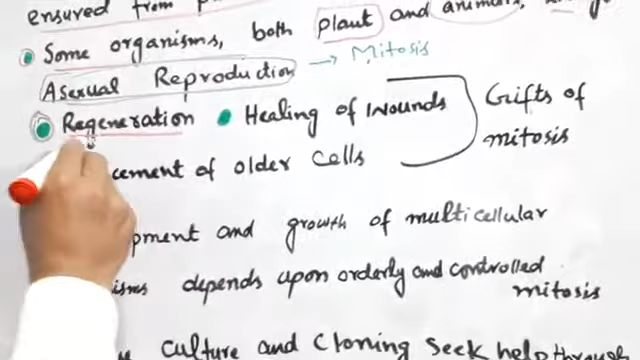 ensured from
Some organisms, both plant and animals,
Asexual Reproduction → Mitosis
Regeneration • Healing of Wounds
cement of older Cells
Gifts of
mitosis
pment and growth of multicellular
isms depends upon orderly and controlled
mitosis
culture and Cloning Seek help through